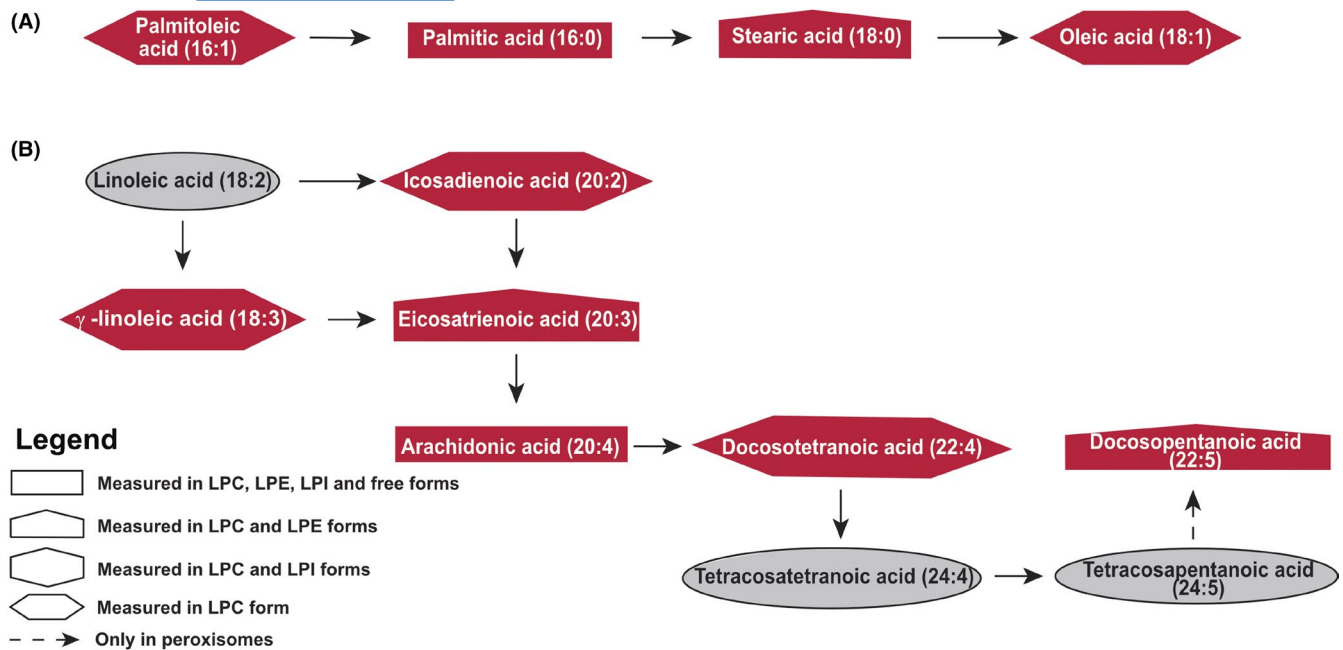 (A)
Palmitoleic
acid (16:1)
Palmitic acid (16:0)
Stearic acid (18:0)
Oleic acid (18:1)
(B)
Linoleic acid (18:2)
Icosadienoic acid (20:2)
γ -linoleic acid (18:3)
Eicosatrienoic acid (20:3)
Arachidonic acid (20:4)
Docosotetranoic acid (22:4)
Docosopentanoic acid
(22:5)
Tetracosatetranoic acid (24:4)
Tetracosapentanoic acid
(24:5)
Legend
Measured in LPC, LPE, LPI and free forms
Measured in LPC and LPE forms
Measured in LPC and LPI forms
Measured in LPC form
Only in peroxisomes